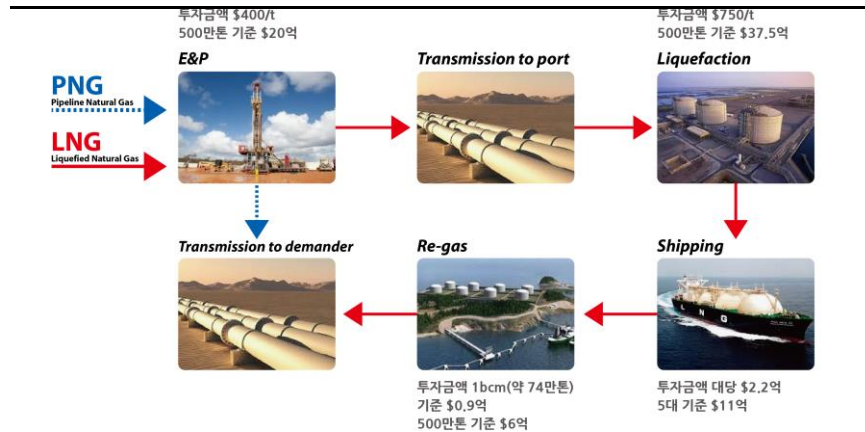 투자금액 $400/t
500만톤 기준 $20억
투자금액 $750/t
500만톤 기준 $37.5억
E&P
Transmission to port
Liquefaction
PNG
Pipeline Natural Gas
LNG
Liquefied Natural Gas
Transmission to demander
Re-gas
Shipping
L N G
투자금액 1bcm(약 74만톤)
기준 $0.9억
500만톤 기준 $6억
투자금액 대당 $2.2억
5대 기준 $11억